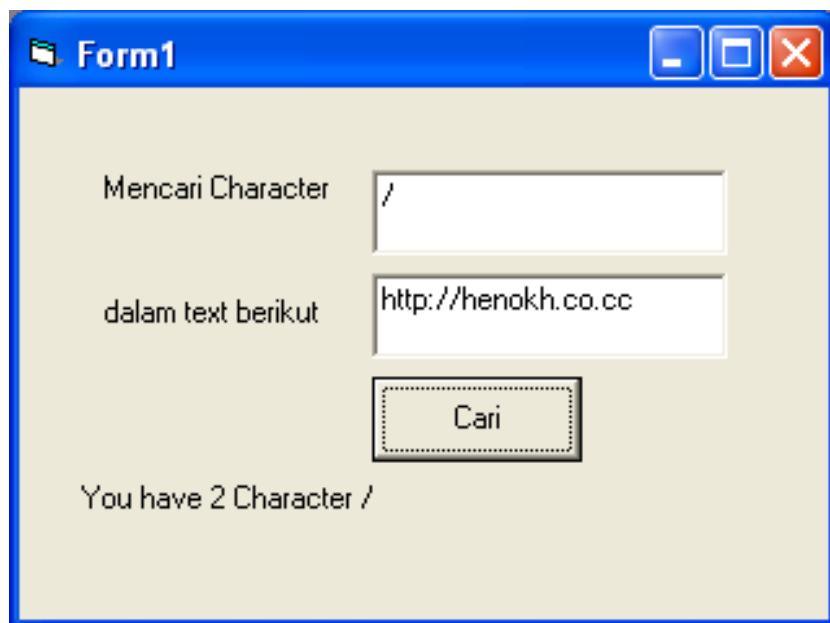 Form1
Mencari Character
/
dalam text berikut
http://henokh.co.cc
Cari
You have 2 Character /